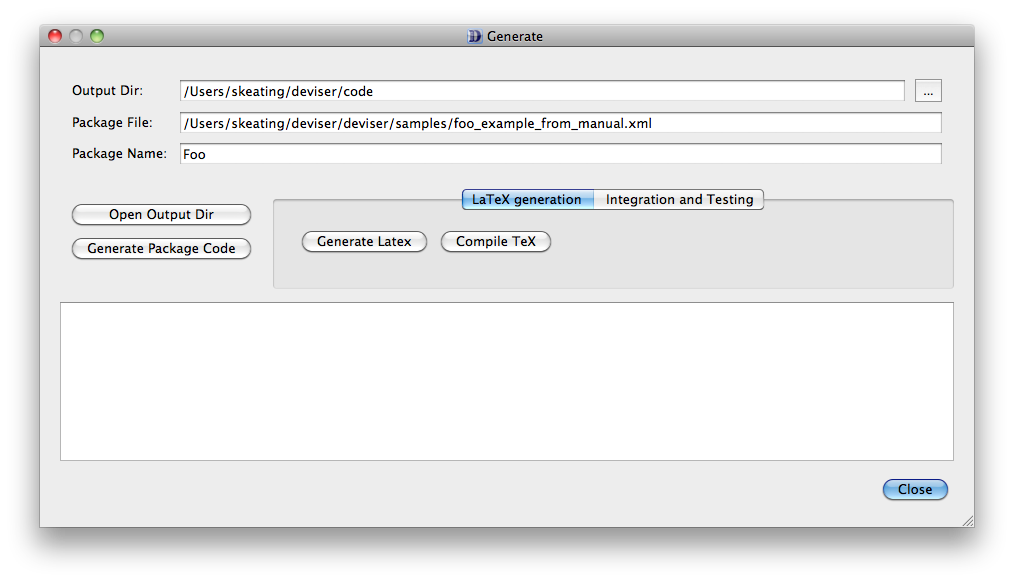 Generate
Output Dir: /Users/skeating/deviser/code ...
Package File: /Users/skeating/deviser/deviser/samples/foo_example_from_manual.xml
Package Name: Foo
LaTeX generation Integration and Testing
Open Output Dir
Generate Latex Compile TeX
Generate Package Code
Close